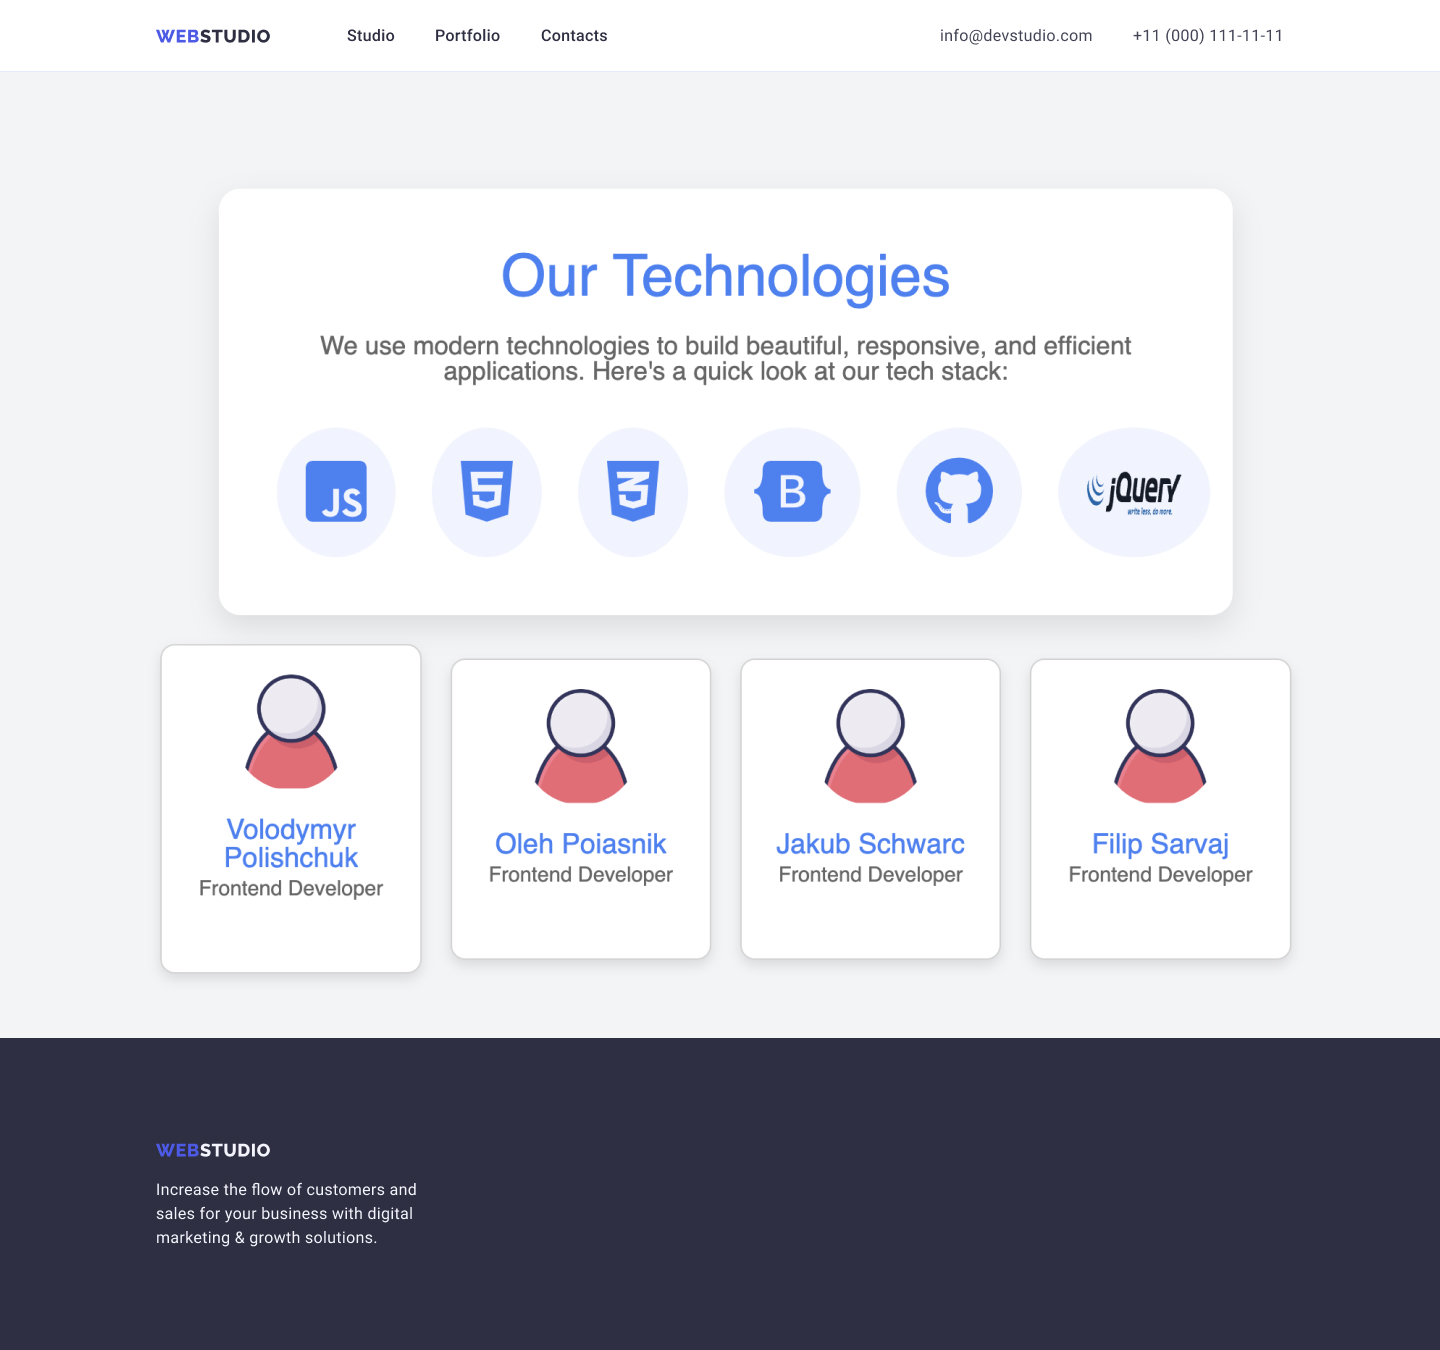 WEBSTUDIO Studio Portfolio Contacts info@devstudio.com +11 (000) 111-11-11
Our Technologies
We use modern technologies to build beautiful, responsive, and efficient
applications. Here's a quick look at our tech stack:
JS 5 3 B jQuery
write less, do more.
Volodymyr
Polishchuk
Frontend Developer
Oleh Poiasnik
Frontend Developer
Jakub Schwarc
Frontend Developer
Filip Sarvaj
Frontend Developer
WEBSTUDIO
Increase the flow of customers and
sales for your business with digital
marketing & growth solutions.